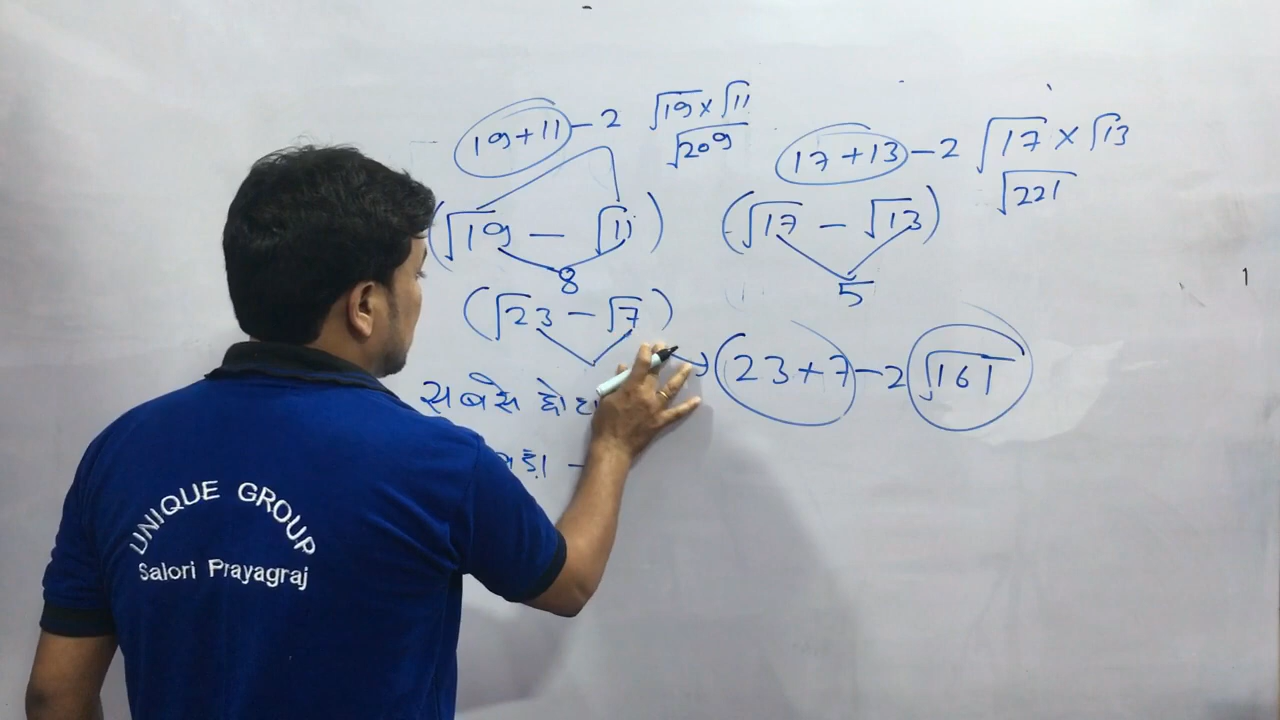 19+11-2 √19×√11
√209
17+13-2 √17×√13
√221
(√19 - √11)
(√17 - √13)
8
5
(√23 - √7)
23+7-2√161
सबसे
UNIQUE GROUP
Salori Prayagraj